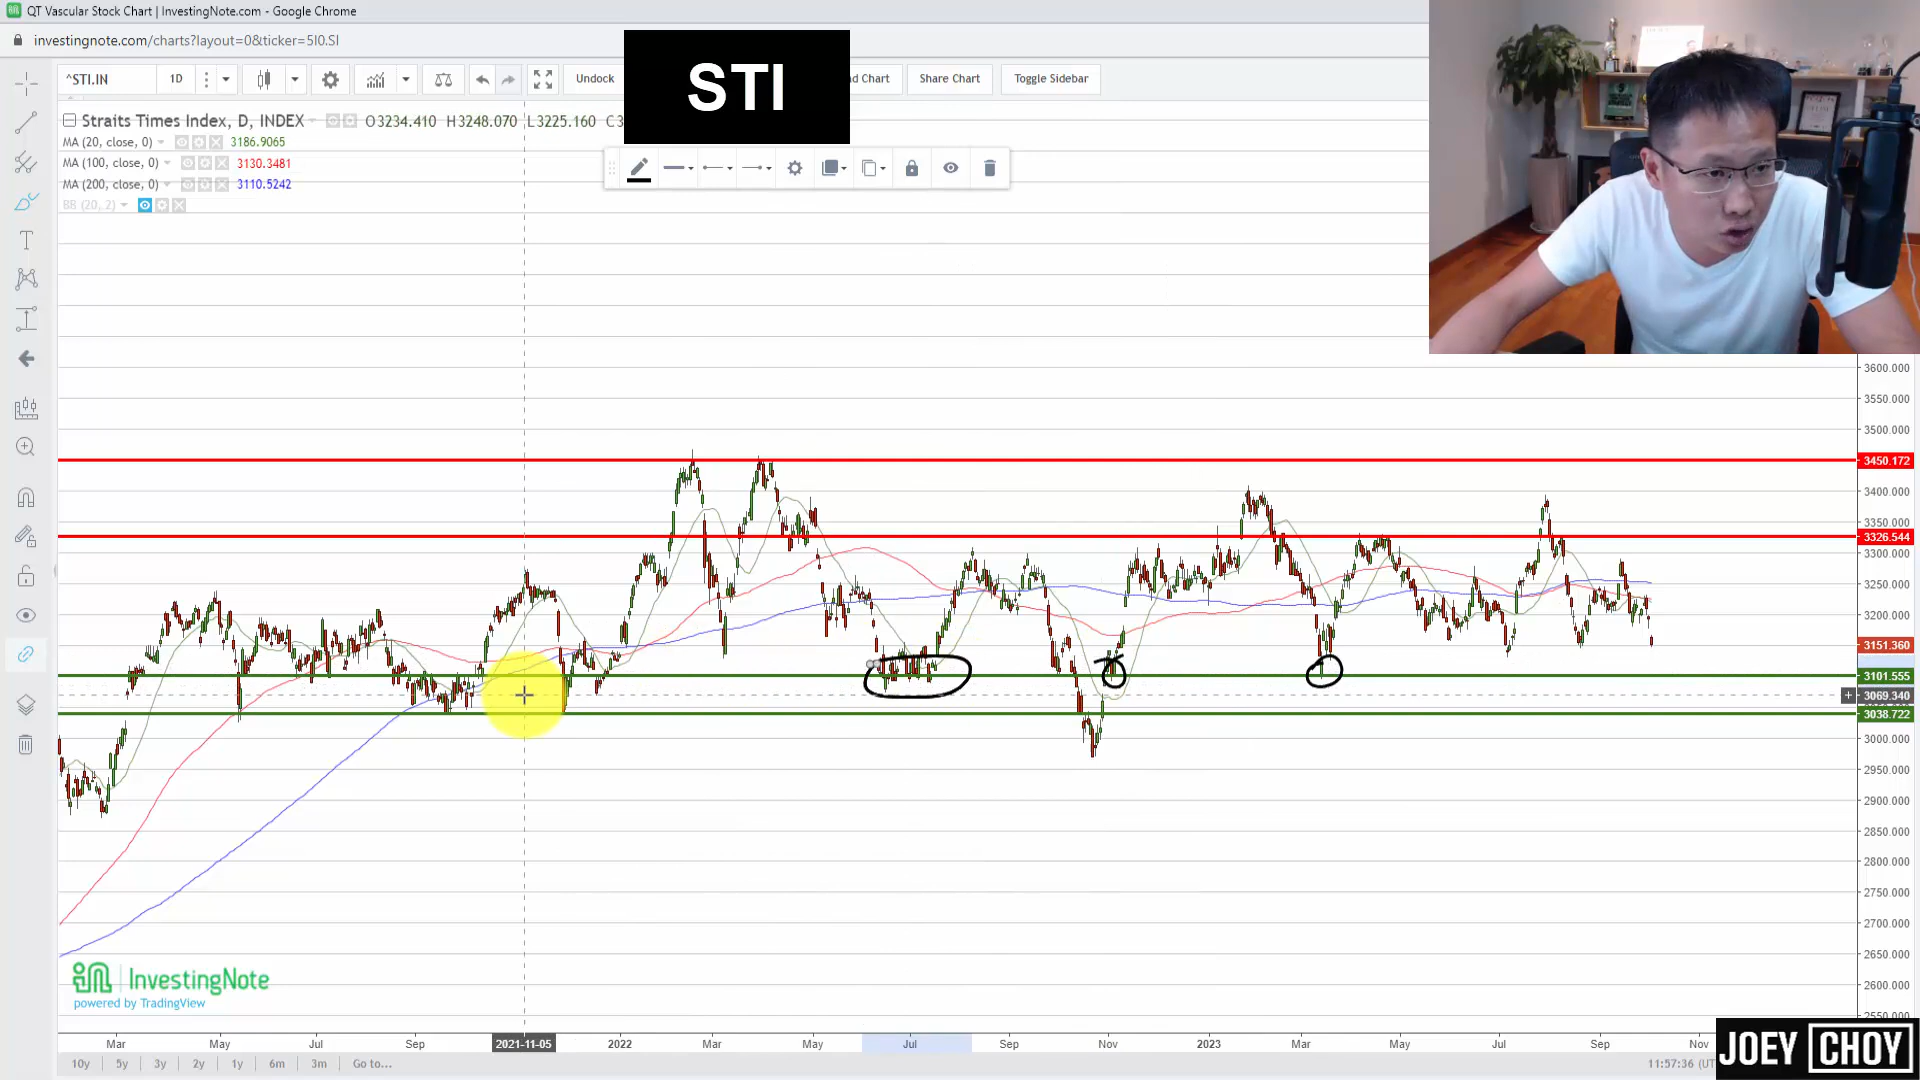 QT Vascular Stock Chart | InvestingNote.com - Google Chrome
investingnote.com/charts?layout=0&ticker=5I0.SI
^STI.IN 1D Undock nd Chart Share Chart Toggle Sidebar
STI
Straits Times Index, D, INDEX O3234.410 H3248.070 L3225.160 C3
MA (20, close, 0) 3186.9065
MA (100, close, 0) 3130.3481
MA (200, close, 0) 3110.5242
BB (20, 2)
3600.000
3550.000
3500.000
3450.172
3400.000
3350.000
3326.544
3300.000
3250.000
3200.000
3151.360
3101.555
3069.340
3038.722
3000.000
2950.000
2900.000
2850.000
2800.000
2750.000
2700.000
2650.000
2600.000
2550.000
InvestingNote
powered by TradingView
Mar May Jul Sep 2021-11-05 2022 Mar May Jul Sep Nov 2023 Mar May Jul Sep Nov
10y 5y 3y 2y 1y 6m 3m Go to... 11:57:36 (UT
JOEY CHOY